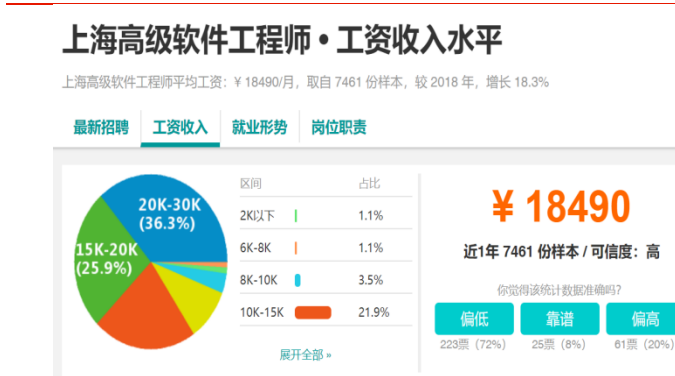 上海高级软件工程师 • 工资收入水平
上海高级软件工程师平均工资：¥ 18490/月，取自 7461 份样本，较 2018 年，增长 18.3%
最新招聘 工资收入 就业形势 岗位职责
20K-30K
(36.3%)
15K-20K
(25.9%)
区间 占比
2K以下 1.1%
6K-8K 1.1%
8K-10K 3.5%
10K-15K 21.9%
展开全部 »
¥ 18490
近1年 7461 份样本 / 可信度：高
你觉得该统计数据准确吗?
偏低 靠谱 偏高
223票（72%） 25票（8%） 61票（20%）